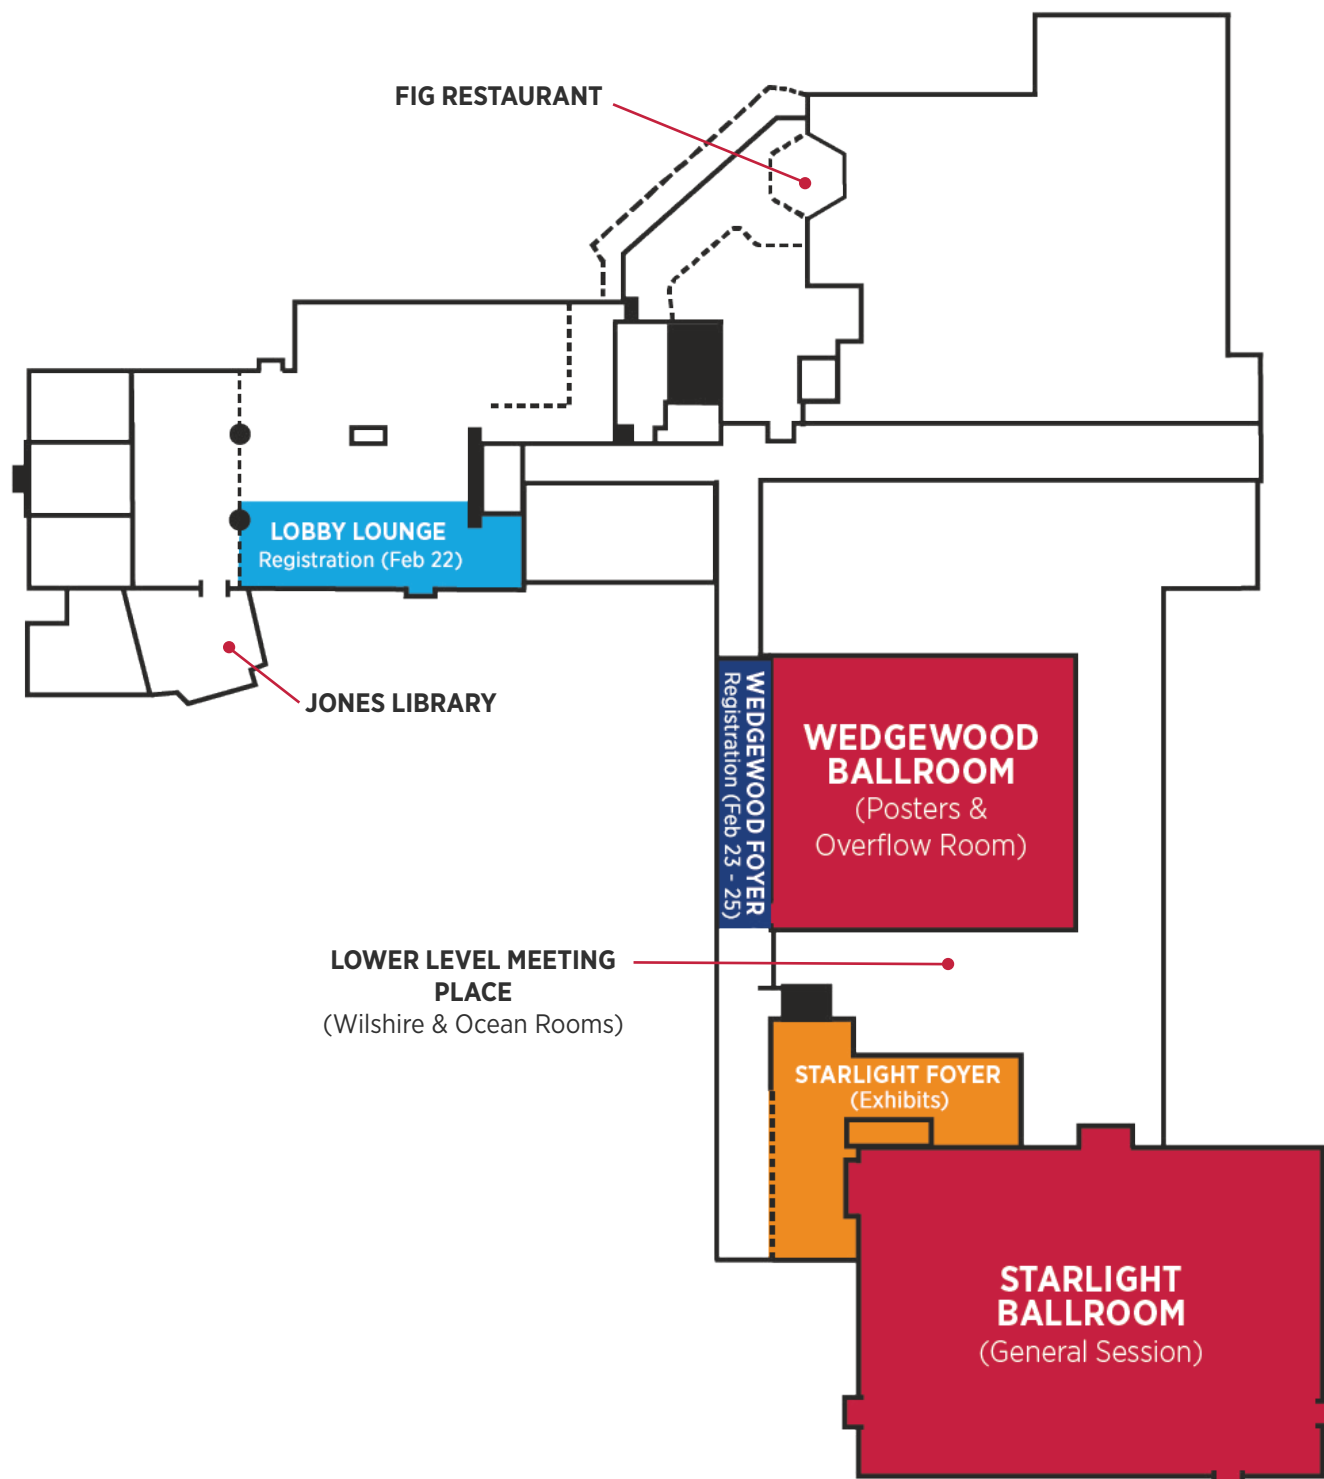 FIG RESTAURANT
LOBBY LOUNGE
Registration (Feb 22)
JONES LIBRARY
WEDGEWOOD FOYER
Registration (Feb 23 - 25)
WEDGEWOOD
BALLROOM
(Posters &
Overflow Room)
LOWER LEVEL MEETING
PLACE
(Wilshire & Ocean Rooms)
STARLIGHT FOYER
(Exhibits)
STARLIGHT
BALLROOM
(General Session)